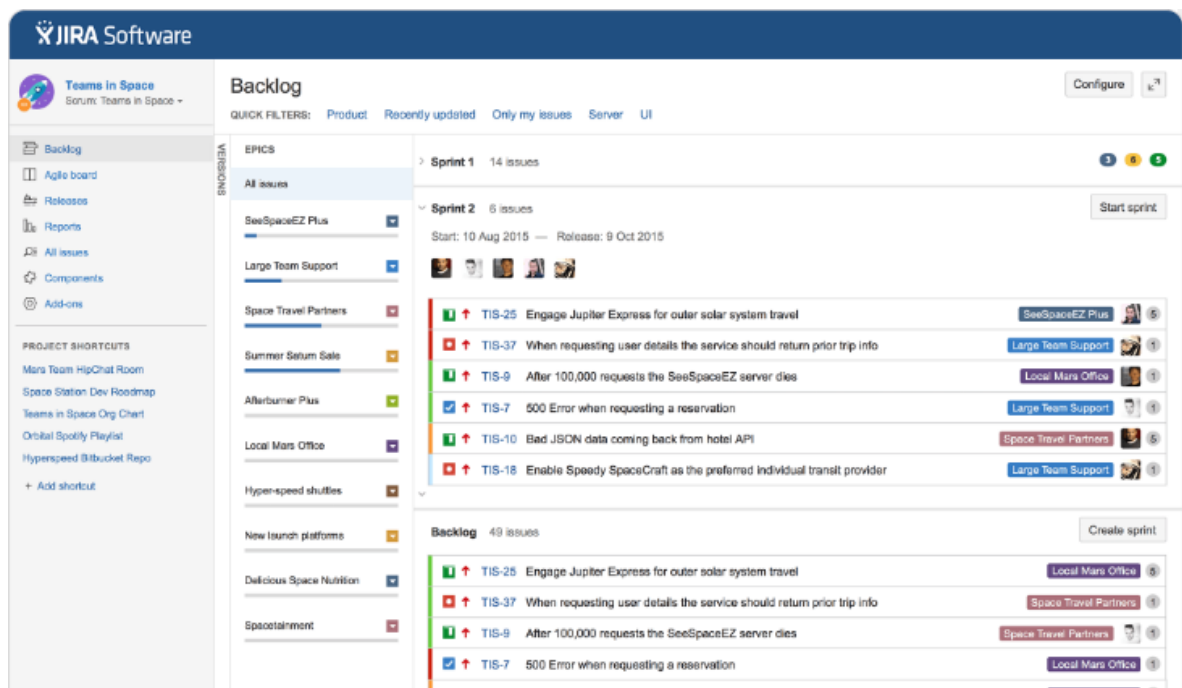 JIRA Software
Teams in Space
Scrum: Teams in Space
Backlog
Agile board
Releases
Reports
All issues
Components
Add-ons
PROJECT SHORTCUTS
Mars Team HipChat Room
Space Station Dev Roadmap
Teams in Space Org Chart
Orbital Spotify Playlist
Hyperspeed Bitbucket Repo
+ Add shortcut
Backlog
Configure
QUICK FILTERS: Product Recently updated Only my issues Server UI
VERSIONS
EPICS
All issues
SeeSpaceEZ Plus
Large Team Support
Space Travel Partners
Summer Saturn Sale
Afterburner Plus
Local Mars Office
Hyper-speed shuttles
New launch platforms
Delicious Space Nutrition
Spacetainment
Sprint 1 14 issues 3 6 5
Sprint 2 6 issues Start sprint
Start: 10 Aug 2015 — Release: 9 Oct 2015
TIS-25 Engage Jupiter Express for outer solar system travel SeeSpaceEZ Plus 5
TIS-37 When requesting user details the service should return prior trip info Large Team Support 1
TIS-9 After 100,000 requests the SeeSpaceEZ server dies Local Mars Office 1
TIS-7 500 Error when requesting a reservation Large Team Support 1
TIS-10 Bad JSON data coming back from hotel API Space Travel Partners 5
TIS-18 Enable Speedy SpaceCraft as the preferred individual transit provider Large Team Support 1
Backlog 49 issues Create sprint
TIS-25 Engage Jupiter Express for outer solar system travel Local Mars Office 5
TIS-37 When requesting user details the service should return prior trip info Space Travel Partners 1
TIS-9 After 100,000 requests the SeeSpaceEZ server dies Space Travel Partners 1
TIS-7 500 Error when requesting a reservation Local Mars Office 1